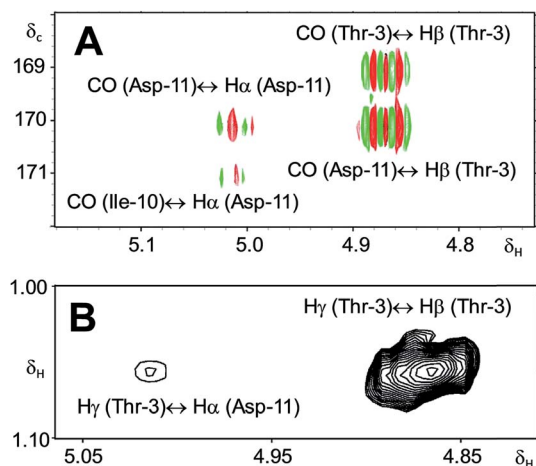 A
δc
CO (Thr-3)↔ Hβ (Thr-3)
169
CO (Asp-11)↔ Hα (Asp-11)
170
171
CO (Asp-11)↔ Hβ (Thr-3)
CO (Ile-10)↔ Hα (Asp-11)
5.1 5.0 4.9 4.8 δH
B
1.00
Hγ (Thr-3)↔ Hβ (Thr-3)
δH
Hγ (Thr-3)↔ Hα (Asp-11)
1.10
5.05 4.95 4.85 δH